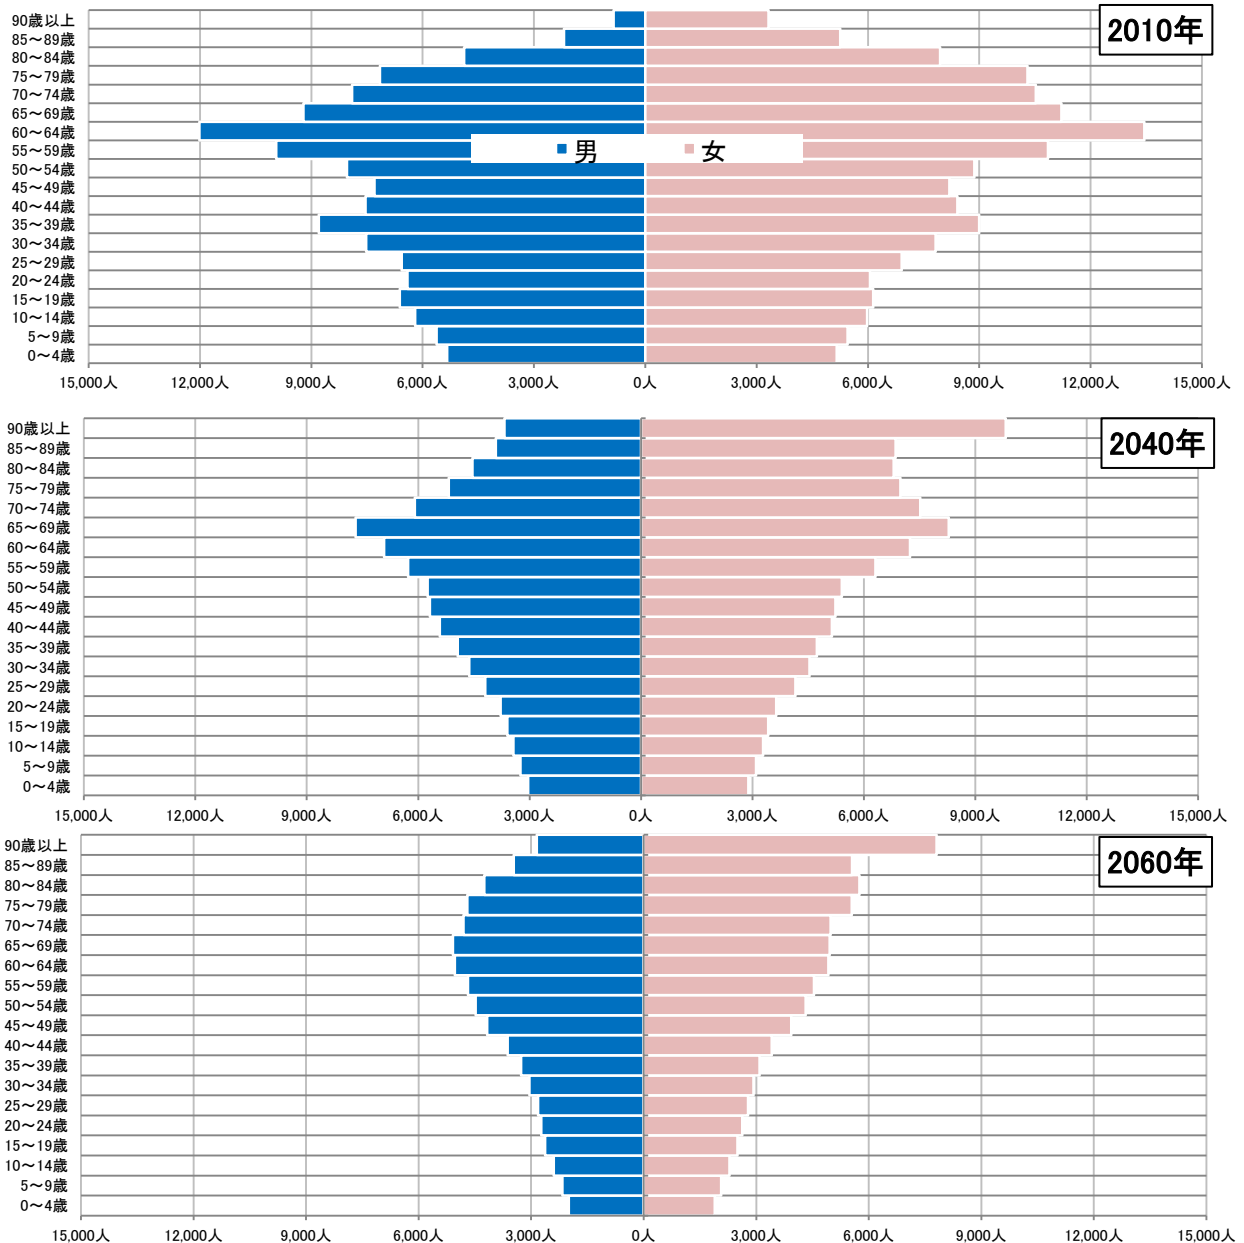 2010年
90歳以上
85～89歳
80～84歳
75～79歳
70～74歳
65～69歳
60～64歳
55～59歳
50～54歳
45～49歳
40～44歳
35～39歳
30～34歳
25～29歳
20～24歳
15～19歳
10～14歳
5～9歳
0～4歳
男 女
15,000人 12,000人 9,000人 6,000人 3,000人 0人 3,000人 6,000人 9,000人 12,000人 15,000人
2040年
90歳以上
85～89歳
80～84歳
75～79歳
70～74歳
65～69歳
60～64歳
55～59歳
50～54歳
45～49歳
40～44歳
35～39歳
30～34歳
25～29歳
20～24歳
15～19歳
10～14歳
5～9歳
0～4歳
15,000人 12,000人 9,000人 6,000人 3,000人 0人 3,000人 6,000人 9,000人 12,000人 15,000人
2060年
90歳以上
85～89歳
80～84歳
75～79歳
70～74歳
65～69歳
60～64歳
55～59歳
50～54歳
45～49歳
40～44歳
35～39歳
30～34歳
25～29歳
20～24歳
15～19歳
10～14歳
5～9歳
0～4歳
15,000人 12,000人 9,000人 6,000人 3,000人 0人 3,000人 6,000人 9,000人 12,000人 15,000人